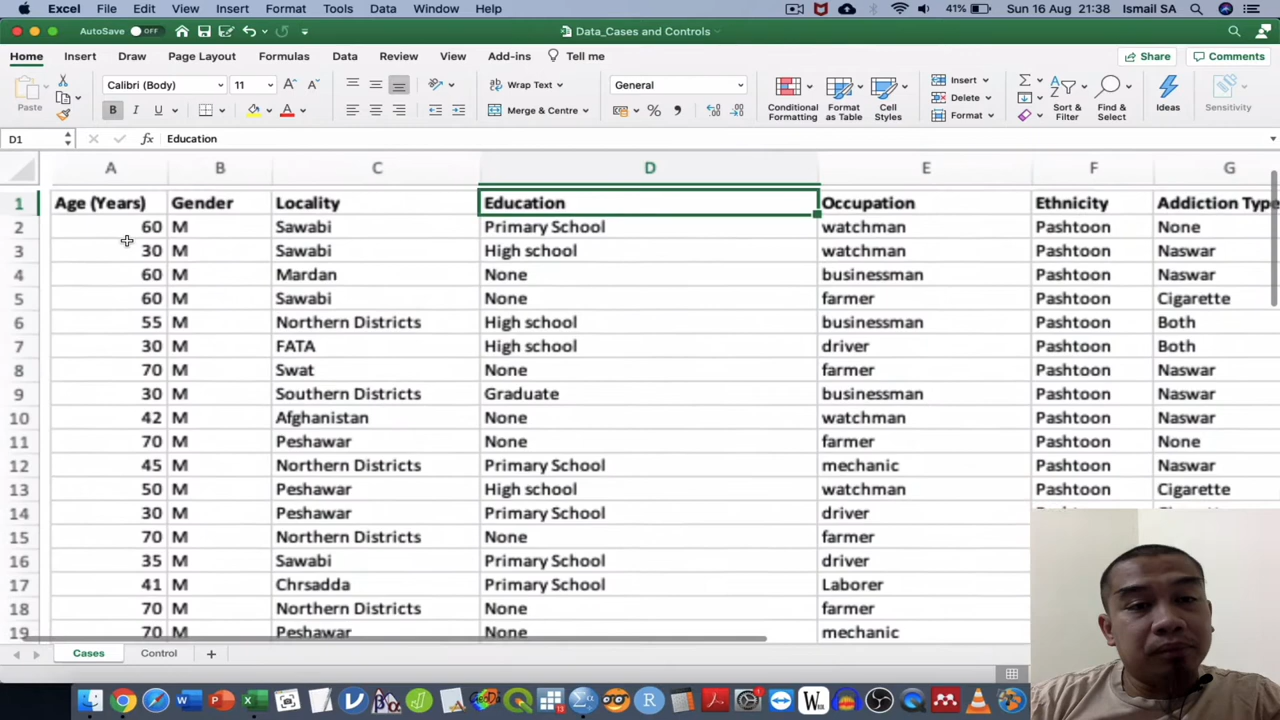 Excel File Edit View Insert Format Tools Data Window Help 41% Sun 16 Aug 21:38 Ismail SA
AutoSave OFF Data_Cases and Controls
Home Insert Draw Page Layout Formulas Data Review View Add-ins Tell me Share Comments
Paste Calibri (Body) 11 Wrap Text General Conditional Formatting Format as Table Cell Styles Insert Sort & Filter Find & Select Ideas Sensitivity
B I U Merge & Centre % Delete
Format
D1 fx Education
A B C D E F G
1 Age (Years) Gender Locality Education Occupation Ethnicity Addiction Type
2 60 M Sawabi Primary School watchman Pashtoon None
3 30 M Sawabi High school watchman Pashtoon Naswar
4 60 M Mardan None businessman Pashtoon Naswar
5 60 M Sawabi None farmer Pashtoon Cigarette
6 55 M Northern Districts High school businessman Pashtoon Both
7 30 M FATA High school driver Pashtoon Both
8 70 M Swat None farmer Pashtoon Naswar
9 30 M Southern Districts Graduate businessman Pashtoon Naswar
10 42 M Afghanistan None watchman Pashtoon Naswar
11 70 M Peshawar None farmer Pashtoon None
12 45 M Northern Districts Primary School mechanic Pashtoon Naswar
13 50 M Peshawar High school watchman Pashtoon Cigarette
14 30 M Peshawar Primary School driver
15 70 M Northern Districts None farmer
16 35 M Sawabi Primary School driver
17 41 M Chrsadda Primary School Laborer
18 70 M Northern Districts None farmer
19 70 M Peshawar None mechanic
Cases Control +